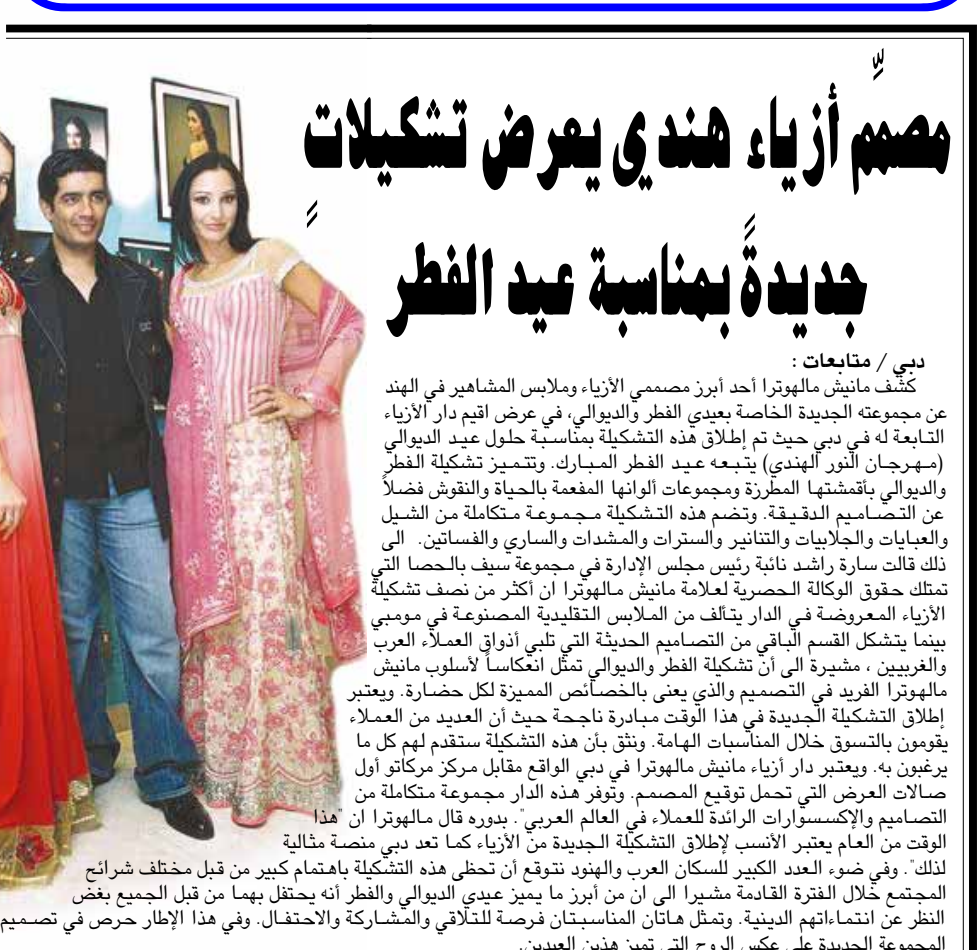 مصمِّم أزياء هندي يعرض تشكيلاتٍ
جديدةً بمناسبة عيد الفطر
دبي / متابعات :
كشف مانيش مالهوترا أحد أبرز مصممي الأزياء وملابس المشاهير في الهند
عن مجموعته الجديدة الخاصة بعيدي الفطر والديوالي، في عرض اقيم دار الأزياء
التابعة له في دبي حيث تم إطلاق هذه التشكيلة بمناسبة حلول عيد الديوالي
(مهرجان النور الهندي) يتبعه عيد الفطر المبارك. وتتميز تشكيلة الفطر
والديوالي بأقمشتها المطرزة ومجموعات ألوانها المفعمة بالحياة والنقوش فضلاً
عن التصاميم الدقيقة. وتضم هذه التشكيلة مجموعة متكاملة من الشيل
والعبايات والجلابيات والتنانير والسترات والمشدات والساري والفساتين. الى
ذلك قالت سارة راشد نائبة رئيس مجلس الإدارة في مجموعة سيف بالحصا التي
تمتلك حقوق الوكالة الحصرية لعلامة مانيش مالهوترا ان أكثر من نصف تشكيلة
الأزياء المعروضة في الدار يتألف من الملابس التقليدية المصنوعة في مومبي
بينما يتشكل القسم الباقي من التصاميم الحديثة التي تلبي أذواق العملاء العرب
والغربيين ، مشيرة الى أن تشكيلة الفطر والديوالي تمثل انعكاساً لأسلوب مانيش
مالهوترا الفريد في التصميم والذي يعنى بالخصائص المميزة لكل حضارة. ويعتبر
إطلاق التشكيلة الجديدة في هذا الوقت مبادرة ناجحة حيث أن العديد من العملاء
يقومون بالتسوق خلال المناسبات الهامة. ونثق بأن هذه التشكيلة ستقدم لهم كل ما
يرغبون به. ويعتبر دار أزياء مانيش مالهوترا في دبي الواقع مقابل مركز مركاتو أول
صالات العرض التي تحمل توقيع المصمم. وتوفر هذه الدار مجموعة متكاملة من
التصاميم والإكسسوارات الرائدة للعملاء في العالم العربي". بدوره قال مالهوترا ان "هذا
الوقت من العام يعتبر الأنسب لإطلاق التشكيلة الجديدة من الأزياء كما تعد دبي منصة مثالية
لذلك". وفي ضوء العدد الكبير للسكان العرب والهنود نتوقع أن تحظى هذه التشكيلة باهتمام كبير من قبل مختلف شرائح
المجتمع خلال الفترة القادمة مشيرا الى ان من أبرز ما يميز عيدي الديوالي والفطر أنه يحتفل بهما من قبل الجميع بغض
النظر عن انتماءاتهم الدينية. وتمثل هاتان المناسبتان فرصة للتلاقي والمشاركة والاحتفال. وفي هذا الإطار حرص في تصميم
المجموعة الجديدة على عكس الروح التي تميز هذين العيدين.